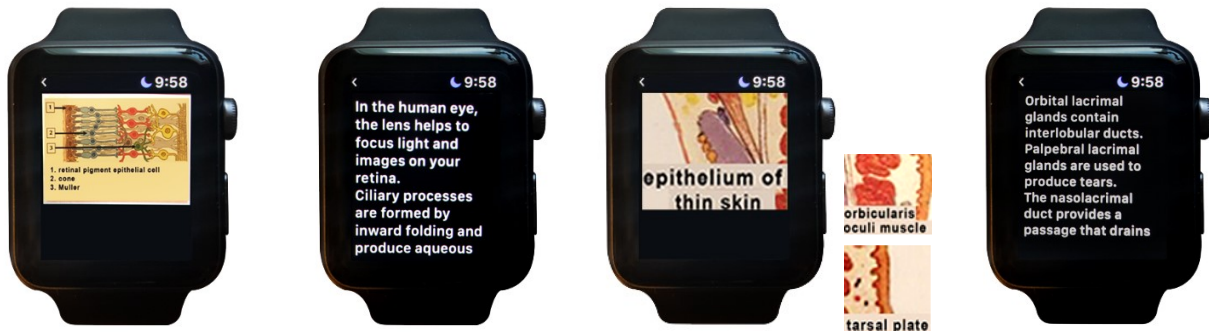 < 9:58
1
2
3
1. retinal pigment epithelial cell
2. cone
3. Muller
< 9:58
In the human eye,
the lens helps to
focus light and
images on your
retina.
Ciliary processes
are formed by
inward folding and
produce aqueous
< 9:58
epithelium of
thin skin
orbicularis
oculi muscle
tarsal plate
< 9:58
Orbital lacrimal
glands contain
interlobular ducts.
Palpebral lacrimal
glands are used to
produce tears.
The nasolacrimal
duct provides a
passage that drains